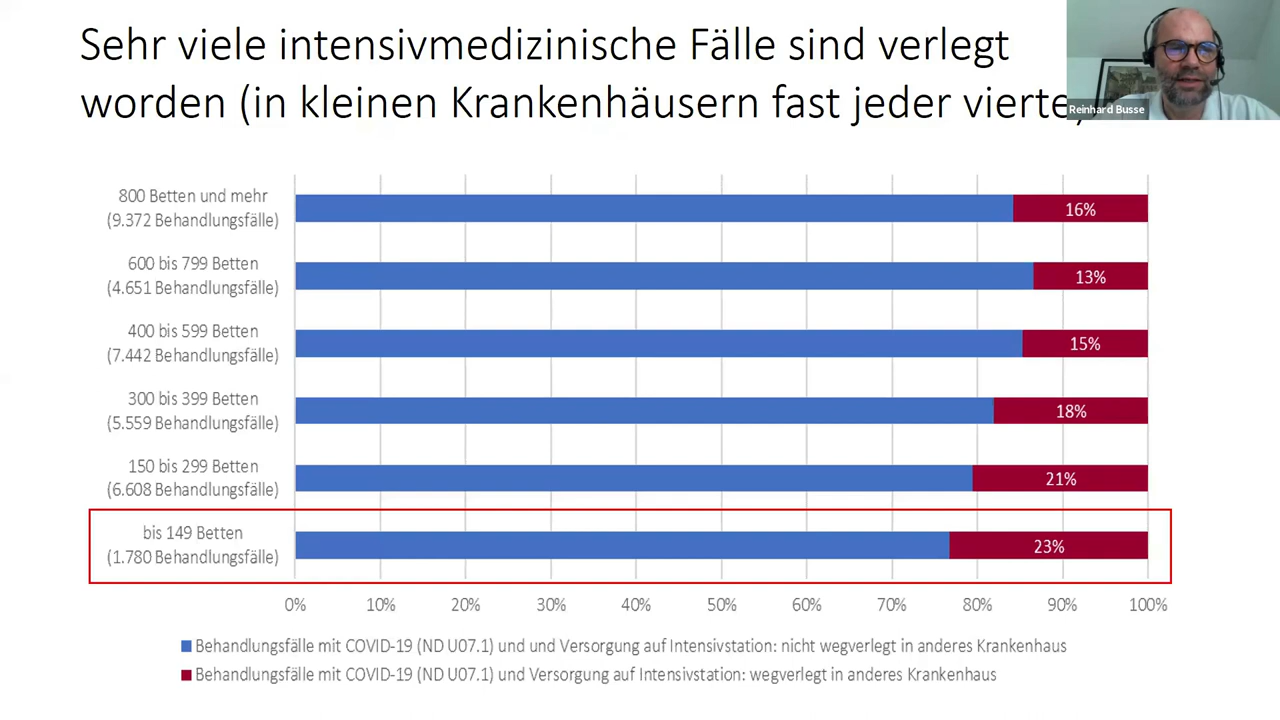 Sehr viele intensivmedizinische Fälle sind verlegt
worden (in kleinen Krankenhäusern fast jeder vierte)
Reinhard Busse
800 Betten und mehr
(9.372 Behandlungsfälle)
16%
600 bis 799 Betten
(4.651 Behandlungsfälle)
13%
400 bis 599 Betten
(7.442 Behandlungsfälle)
15%
300 bis 399 Betten
(5.559 Behandlungsfälle)
18%
150 bis 299 Betten
(6.608 Behandlungsfälle)
21%
bis 149 Betten
(1.780 Behandlungsfälle)
23%
0% 10% 20% 30% 40% 50% 60% 70% 80% 90% 100%
Behandlungsfälle mit COVID-19 (ND U07.1) und und Versorgung auf Intensivstation: nicht wegverlegt in anderes Krankenhaus
Behandlungsfälle mit COVID-19 (ND U07.1) und Versorgung auf Intensivstation: wegverlegt in anderes Krankenhaus